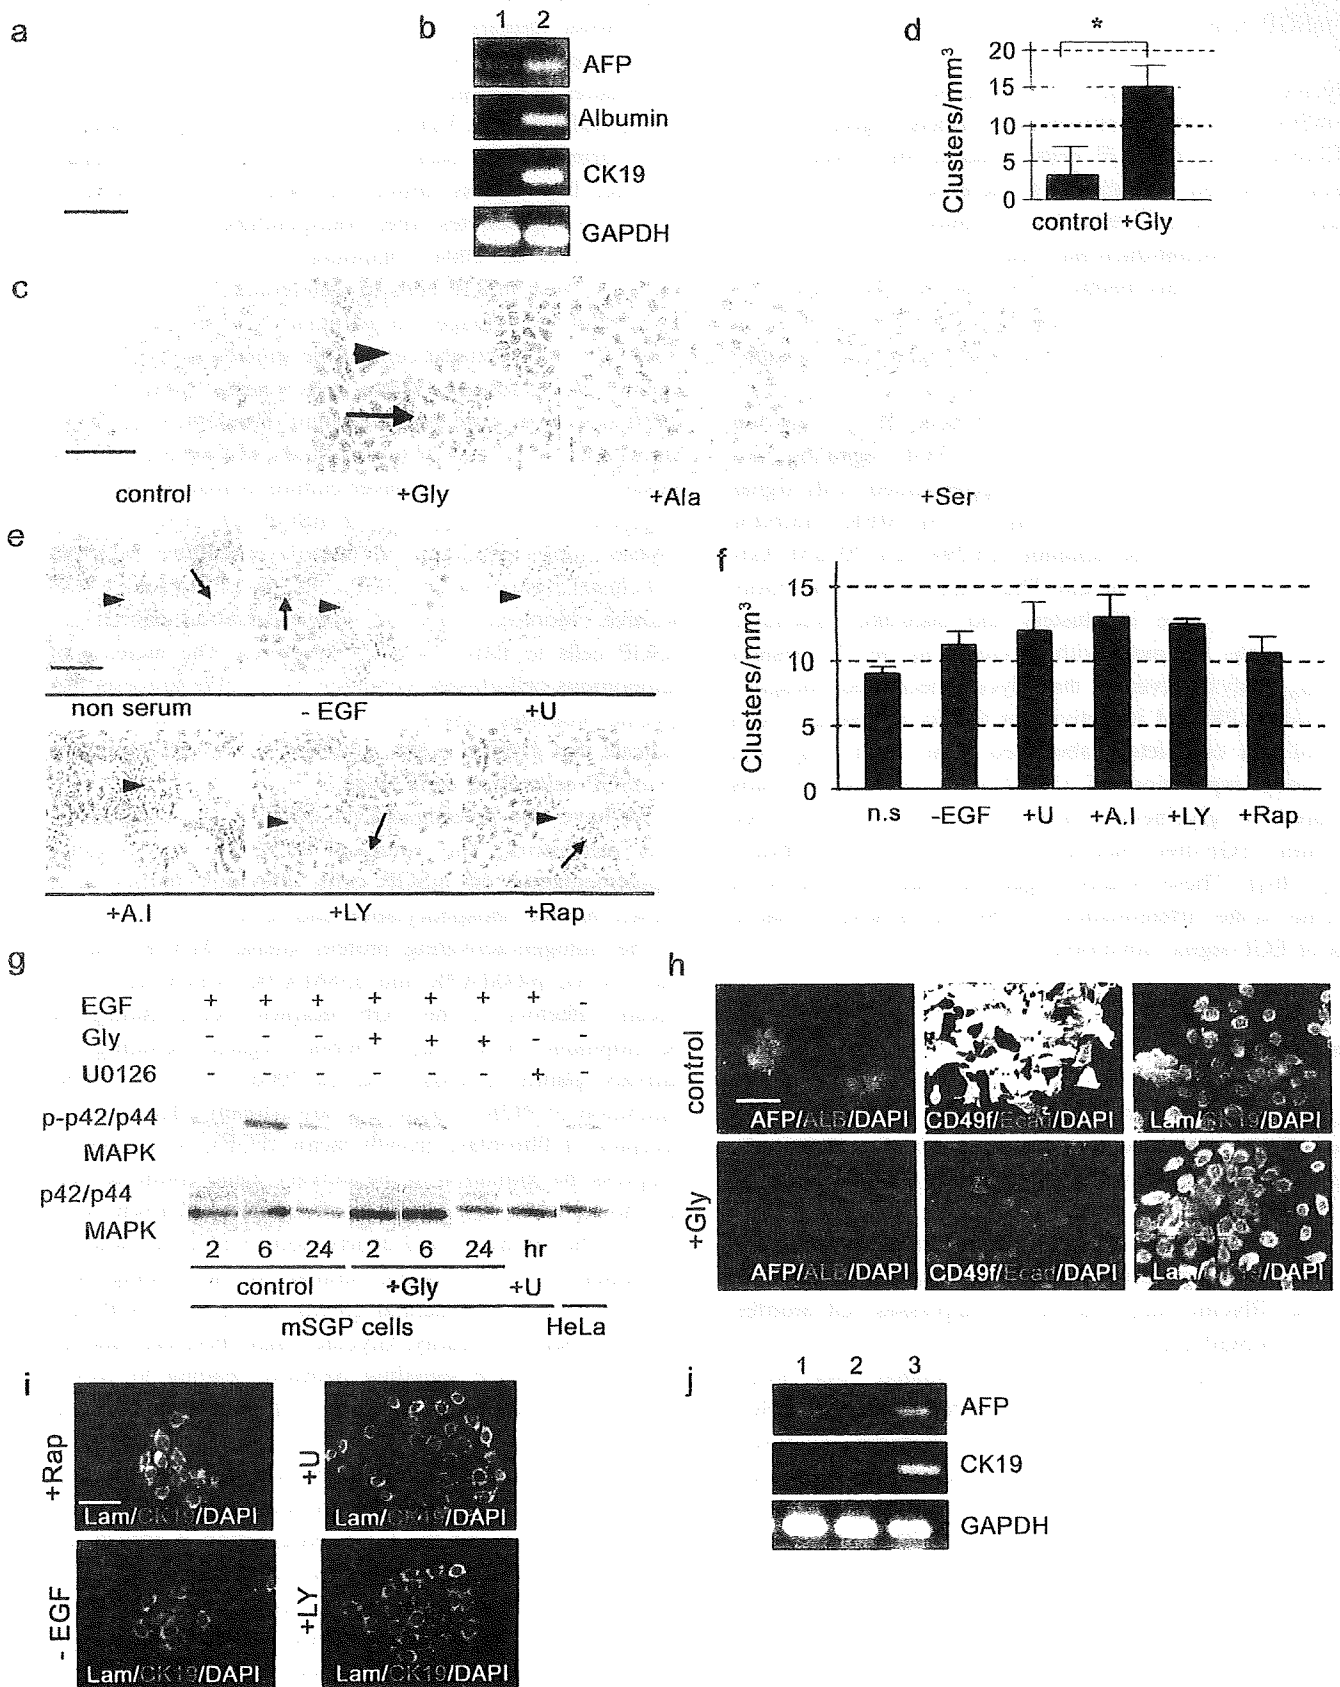 a
b
1 2
AFP
Albumin
CK19
GAPDH
d
*
Clusters/mm³
20
15
10
5
0
control +Gly
c
control +Gly +Ala +Ser
e
non serum - EGF +U
+A.I +LY +Rap
f
Clusters/mm³
15
10
5
0
n.s -EGF +U +A.I +LY +Rap
g
EGF + + + + + + + -
Gly - - - + + + - -
U0126 - - - - - - + -
p-p42/p44
MAPK
p42/p44
MAPK
2 6 24 2 6 24 hr
control +Gly +U
mSGP cells HeLa
h
control
AFP/ALB/DAPI CD49f/Ecad/DAPI Lam/CK19/DAPI
+Gly
AFP/ALB/DAPI CD49f/Ecad/DAPI Lam/CK19/DAPI
i
+Rap
Lam/CK19/DAPI
+U
Lam/CK19/DAPI
- EGF
Lam/CK19/DAPI
+LY
Lam/CK19/DAPI
j
1 2 3
AFP
CK19
GAPDH